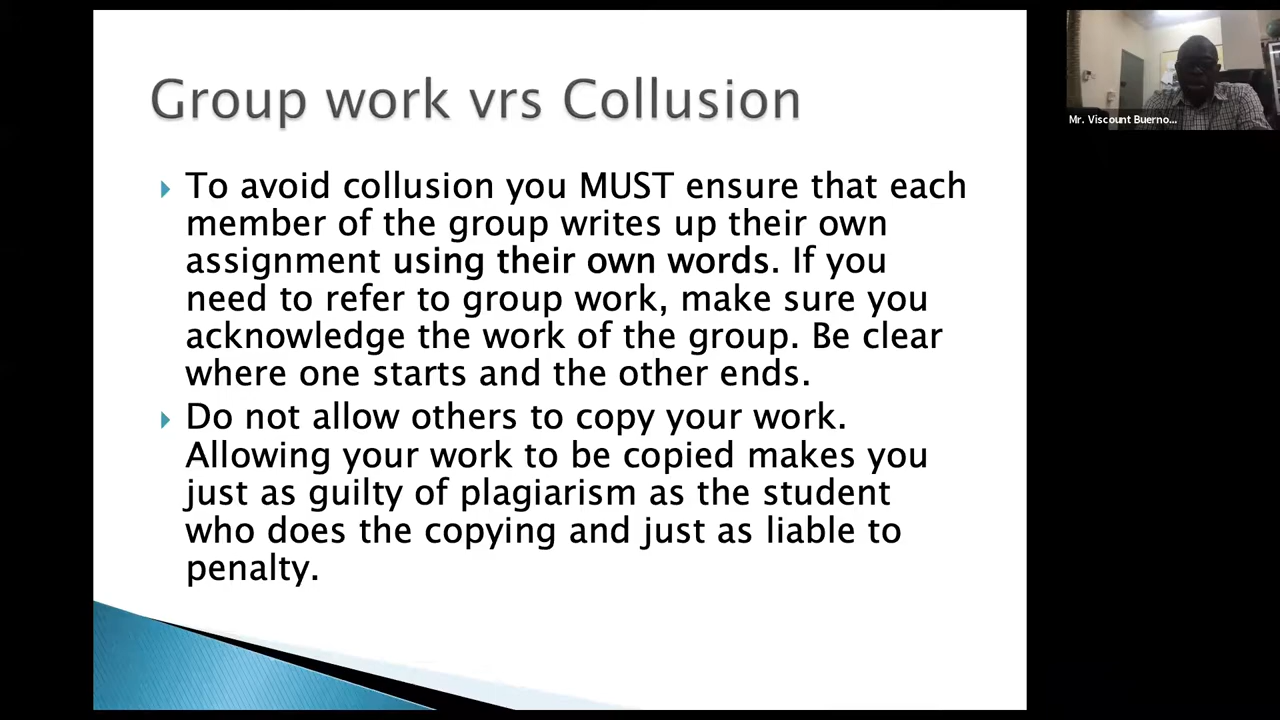 Group work vrs Collusion
To avoid collusion you MUST ensure that each
member of the group writes up their own
assignment using their own words. If you
need to refer to group work, make sure you
acknowledge the work of the group. Be clear
where one starts and the other ends.
Do not allow others to copy your work.
Allowing your work to be copied makes you
just as guilty of plagiarism as the student
who does the copying and just as liable to
penalty.
Mr. Viscount Buerno...